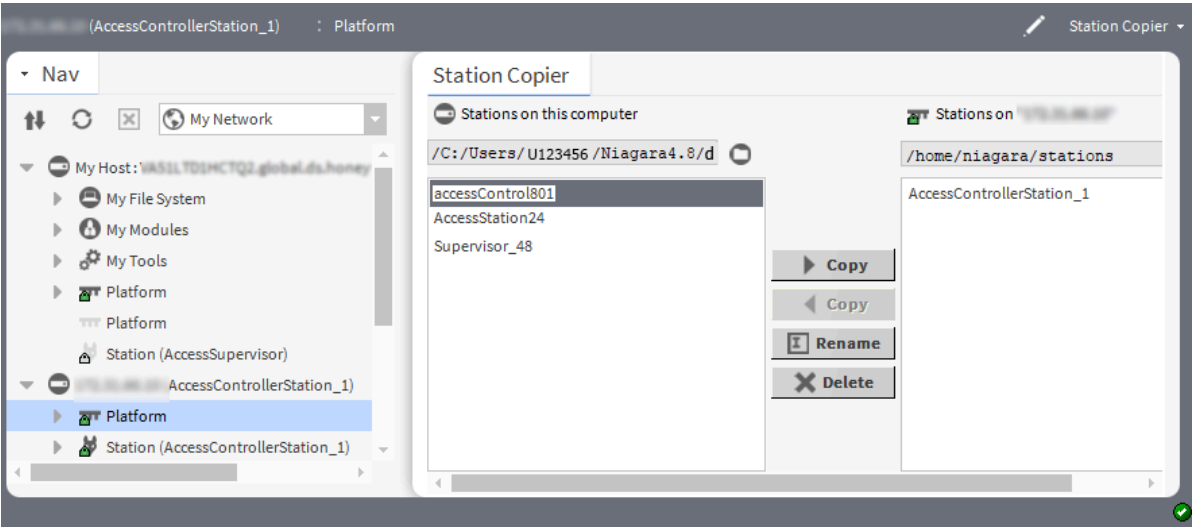 (AccessControllerStation_1) : Platform
Station Copier
Nav
My Network
My Host :
My File System
My Modules
My Tools
Platform
Platform
Station (AccessSupervisor)
AccessControllerStation_1)
Platform
Station (AccessControllerStation_1)
Station Copier
Stations on this computer
/C:/Users/U123456/Niagara4.8/d
accessControl801
AccessStation24
Supervisor_48
Copy
Copy
Rename
Delete
Stations on
/home/niagara/stations
AccessControllerStation_1